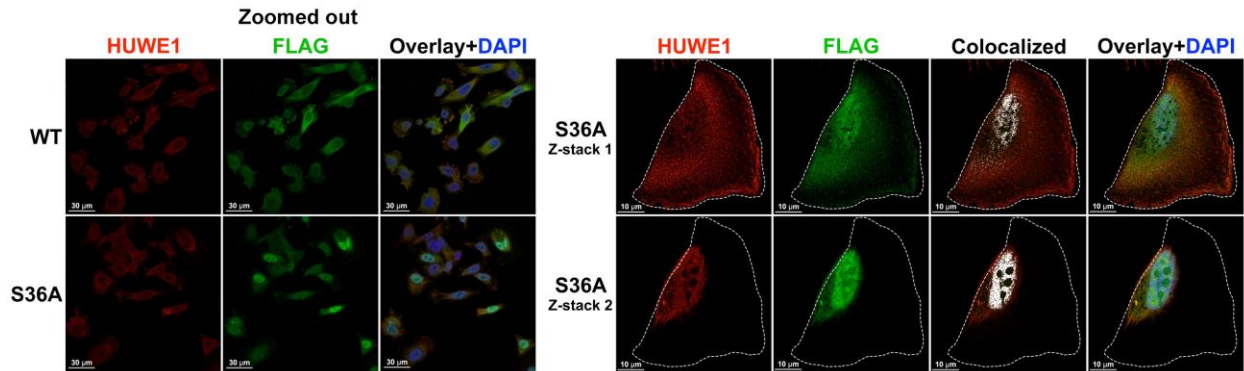 Zoomed out
HUWE1 FLAG Overlay+DAPI
WT
30 µm 30 µm 30 µm
S36A
30 µm 30 µm 30 µm
HUWE1 FLAG Colocalized Overlay+DAPI
S36A
Z-stack 1
10 µm 10 µm 10 µm 10 µm
S36A
Z-stack 2
10 µm 10 µm 10 µm 10 µm